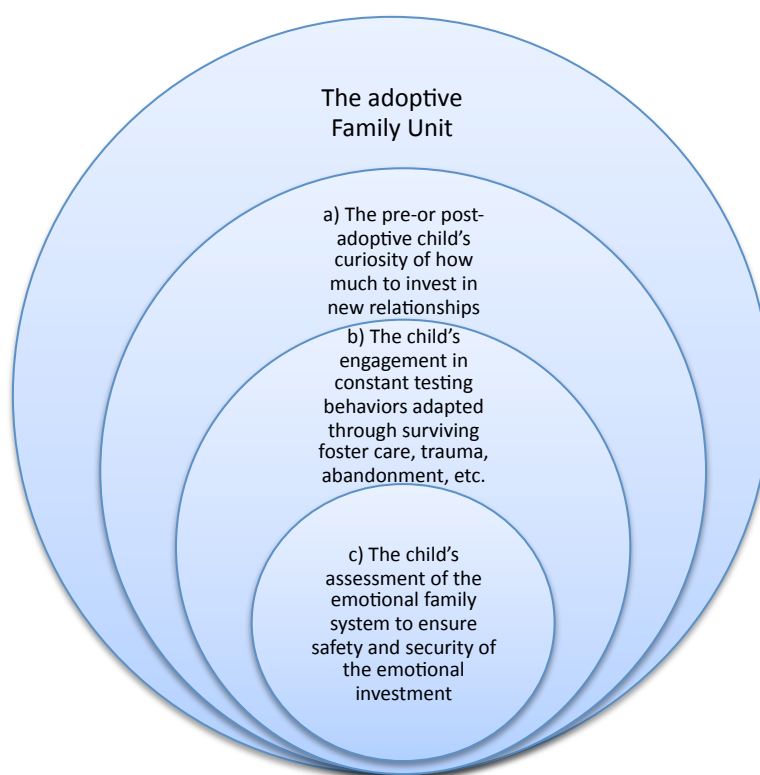 The adoptive
Family Unit
a) The pre-or post-
adoptive child's
curiosity of how
much to invest in
new relationships
b) The child's
engagement in
constant testing
behaviors adapted
through surviving
foster care, trauma,
abandonment, etc.
c) The child's
assessment of the
emotional family
system to ensure
safety and security of
the emotional
investment